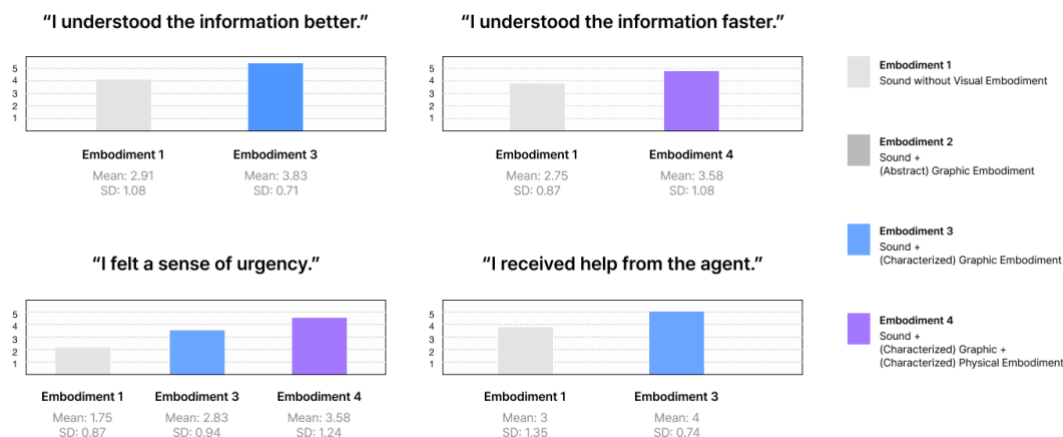 “I understood the information better.”
5
4
3
2
1
Embodiment 1
Mean: 2.91
SD: 1.08
Embodiment 3
Mean: 3.83
SD: 0.71
“I understood the information faster.”
5
4
3
2
1
Embodiment 1
Mean: 2.75
SD: 0.87
Embodiment 4
Mean: 3.58
SD: 1.08
“I felt a sense of urgency.”
5
4
3
2
1
Embodiment 1
Mean: 1.75
SD: 0.87
Embodiment 3
Mean: 2.83
SD: 0.94
Embodiment 4
Mean: 3.58
SD: 1.24
“I received help from the agent.”
5
4
3
2
1
Embodiment 1
Mean: 3
SD: 1.35
Embodiment 3
Mean: 4
SD: 0.74
Embodiment 1
Sound without Visual Embodiment
Embodiment 2
Sound +
(Abstract) Graphic Embodiment
Embodiment 3
Sound +
(Characterized) Graphic Embodiment
Embodiment 4
Sound +
(Characterized) Graphic +
(Characterized) Physical Embodiment